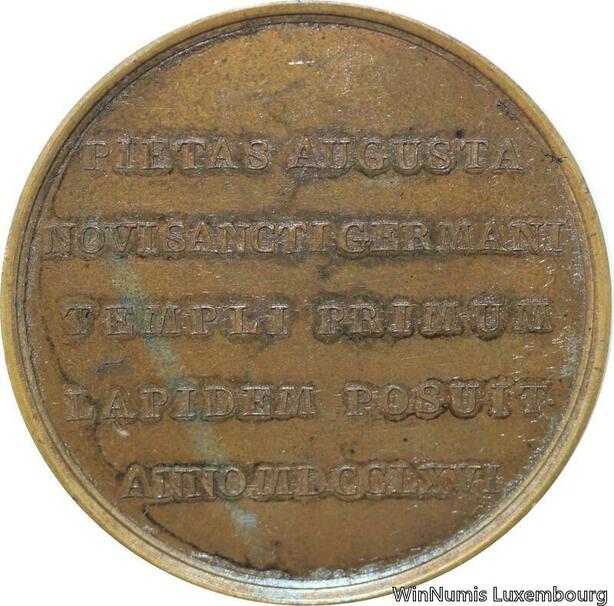 PIETAS AUGUSTA
NOVI SANCTI GERMANI
TEMPLI PRIMUM
LAPIDEM POSUIT
ANNO MDCCLXVI
WinNumis Luxembourg